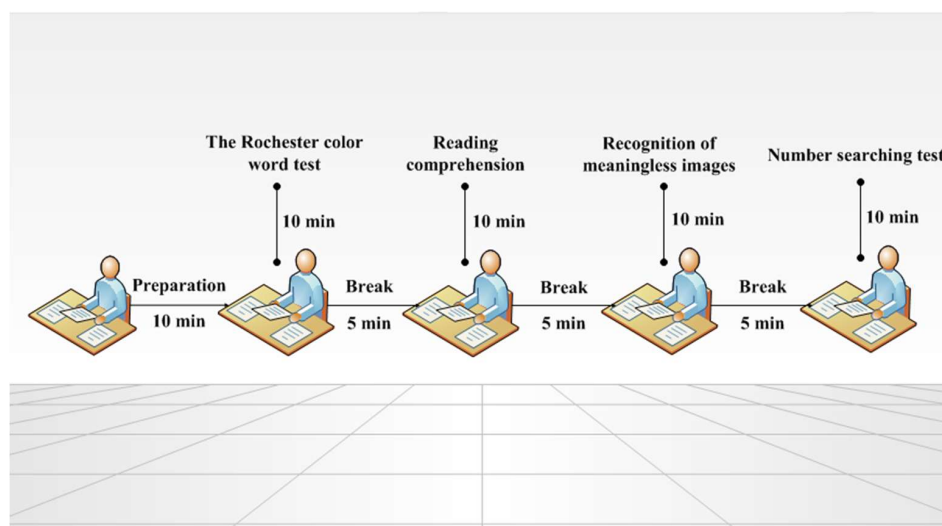 The Rochester color
word test
Reading
comprehension
Recognition of
meaningless images
Number searching test
10 min
10 min
10 min
10 min
Preparation
10 min
Break
5 min
Break
5 min
Break
5 min